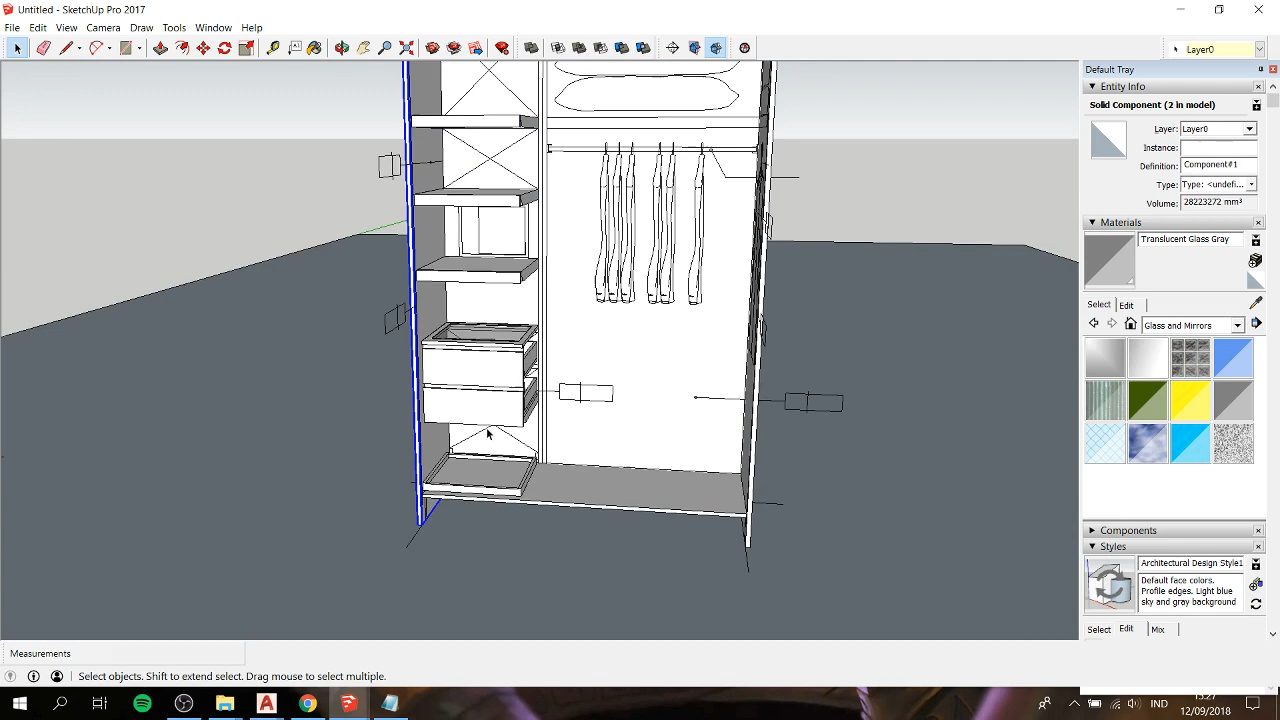 Untitled - SketchUp Pro 2017
File Edit View Camera Draw Tools Window Help
Layer0
Default Tray
Entity Info
Solid Component (2 in model)
Layer: Layer0
Instance:
Definition: Component#1
Type: Type: <undefi...
Volume: 28223272 mm³
Materials
Translucent Glass Gray
Select Edit
Glass and Mirrors
Components
Styles
Architectural Design Style1
Default face colors.
Profile edges. Light blue
sky and gray background
Select Edit Mix
Measurements
Select objects. Shift to extend select. Drag mouse to select multiple.
IND
15:27
12/09/2018